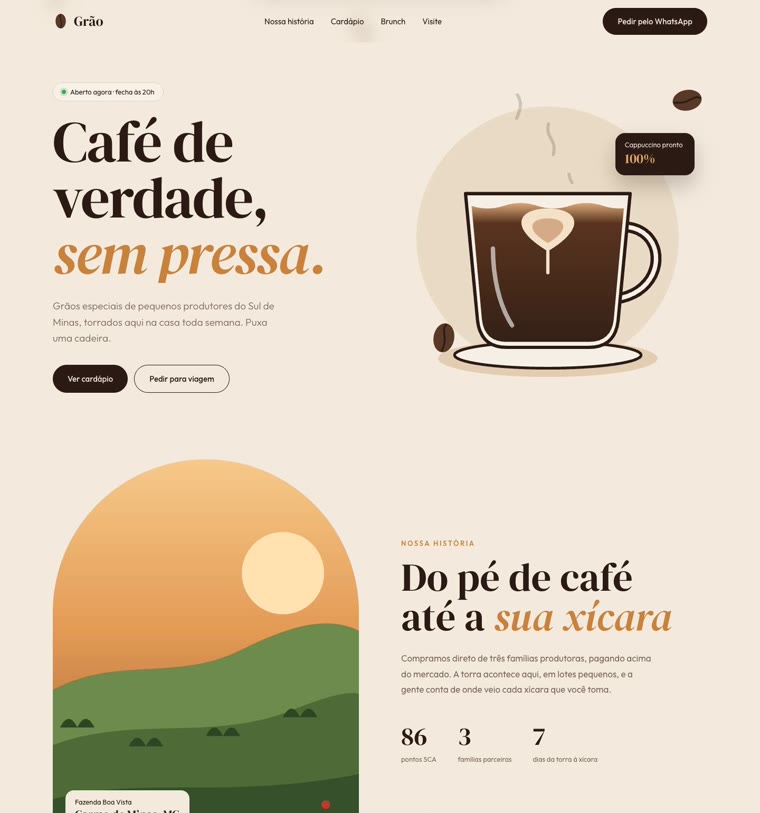 Grão
Nossa história
Cardápio
Brunch
Visite
Pedir pelo WhatsApp
Aberto agora · fecha às 20h
Café de
verdade,
sem pressa.
Grãos especiais de pequenos produtores do Sul de
Minas, torrados aqui na casa toda semana. Puxa
uma cadeira.
Ver cardápio
Pedir para viagem
Cappuccino pronto
100%
NOSSA HISTÓRIA
Do pé de café
até a sua xícara
Compramos direto de três famílias produtoras, pagando acima
do mercado. A torra acontece aqui, em lotes pequenos, e a
gente conta de onde veio cada xícara que você toma.
86
pontos SCA
3
famílias parceiras
7
dias da torra à xícara
Fazenda Boa Vista